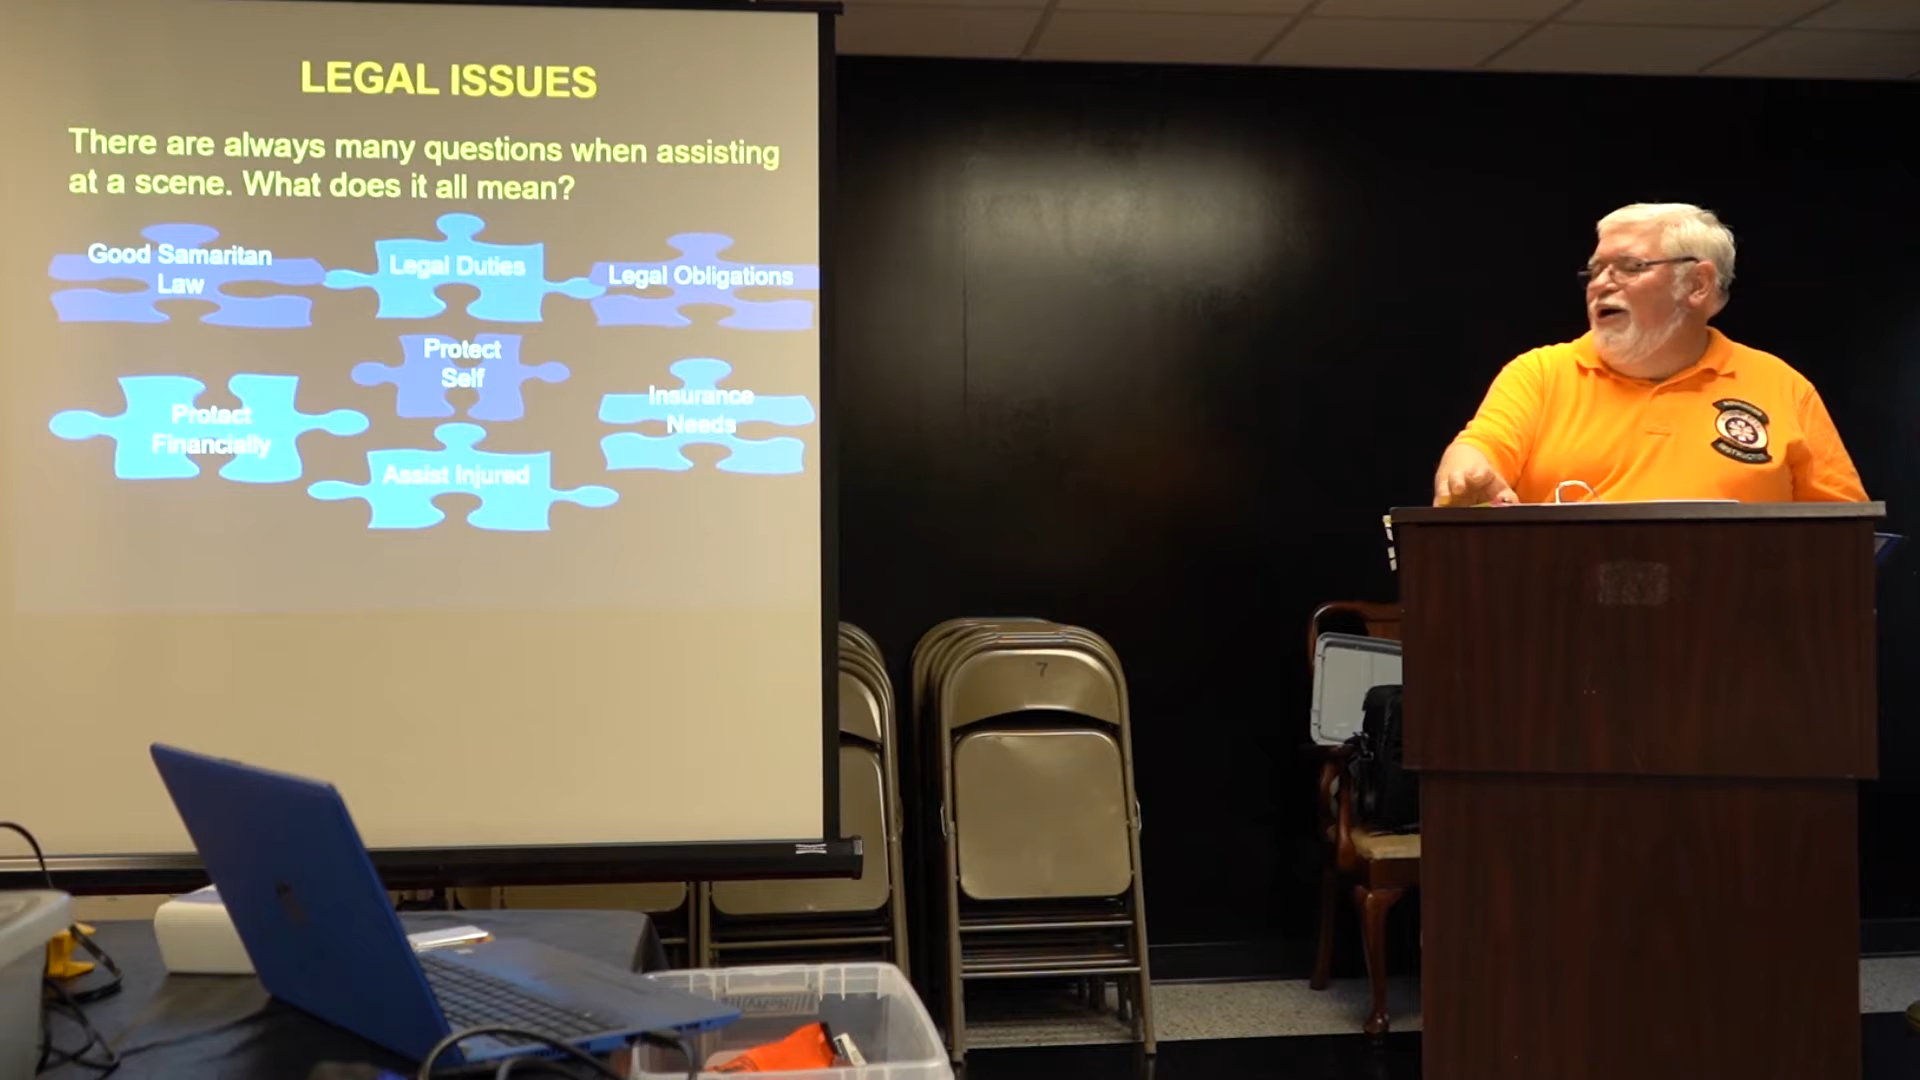 LEGAL ISSUES
There are always many questions when assisting
at a scene. What does it all mean?
Good Samaritan
Law
Legal Duties
Legal Obligations
Protect
Self
Protect
Financially
Insurance
Needs
Assist Injured
7
INSTRUCTOR